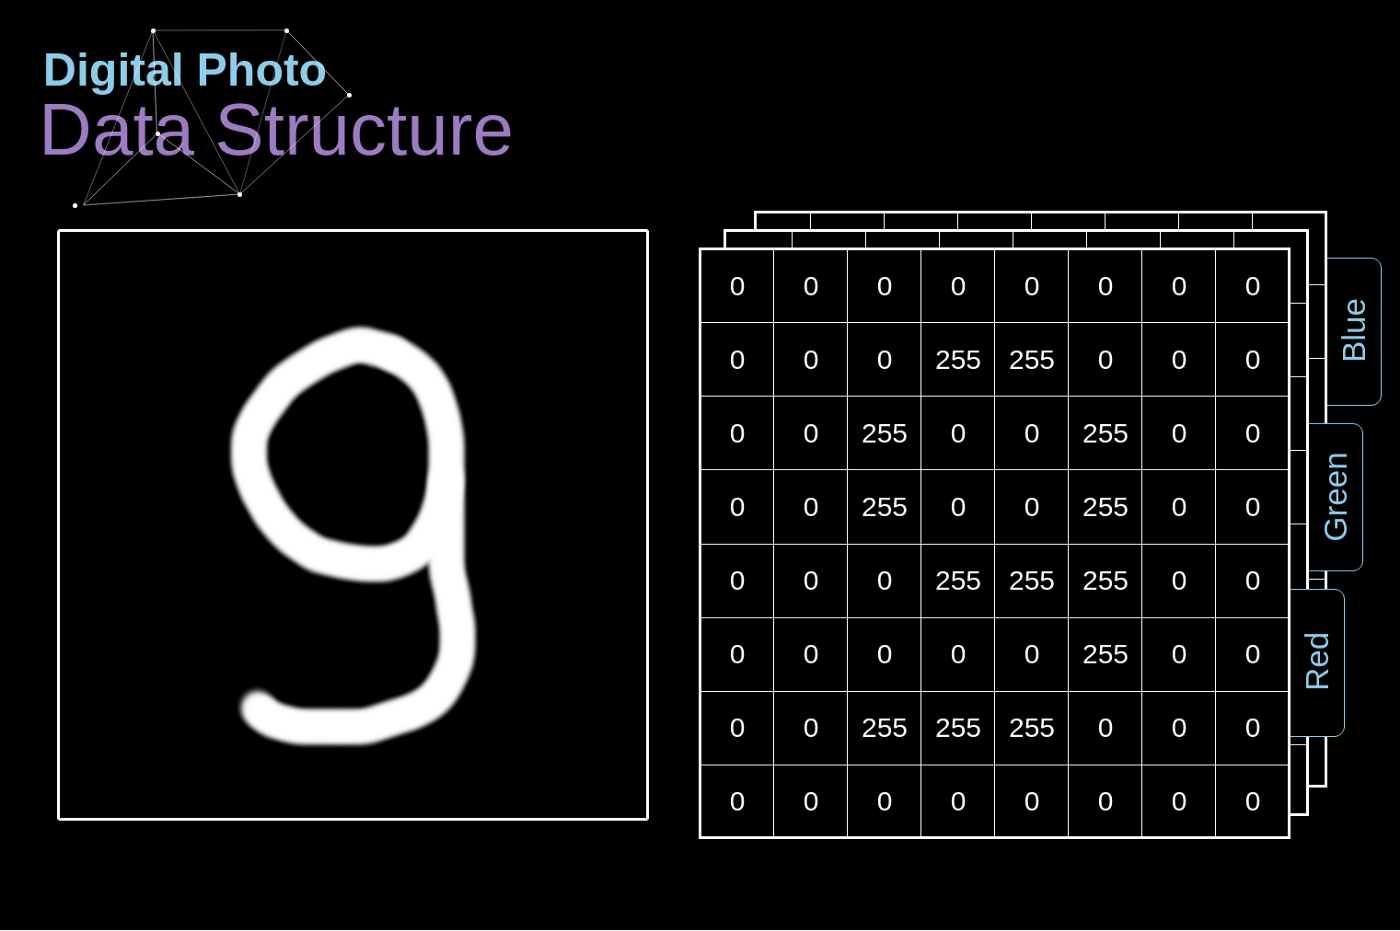 Digital Photo
Data Structure
9
0 0 0 0 0 0 0 0
0 0 0 255 255 0 0 0
0 0 255 0 0 255 0 0
0 0 255 0 0 255 0 0
0 0 0 255 255 255 0 0
0 0 0 0 0 255 0 0
0 0 255 255 255 0 0 0
0 0 0 0 0 0 0 0
Blue
Green
Red